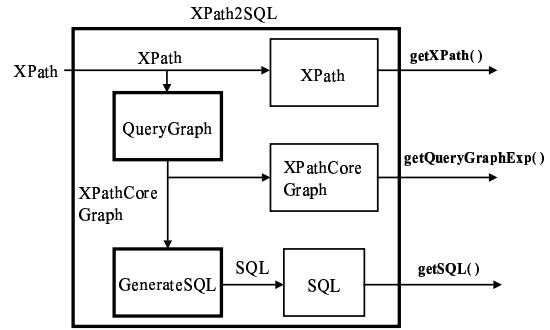 XPath2SQL
XPath
XPath
XPath
getXPath()
QueryGraph
XPathCore
Graph
XPathCore
Graph
getQueryGraphExp()
GenerateSQL
SQL
SQL
getSQL()